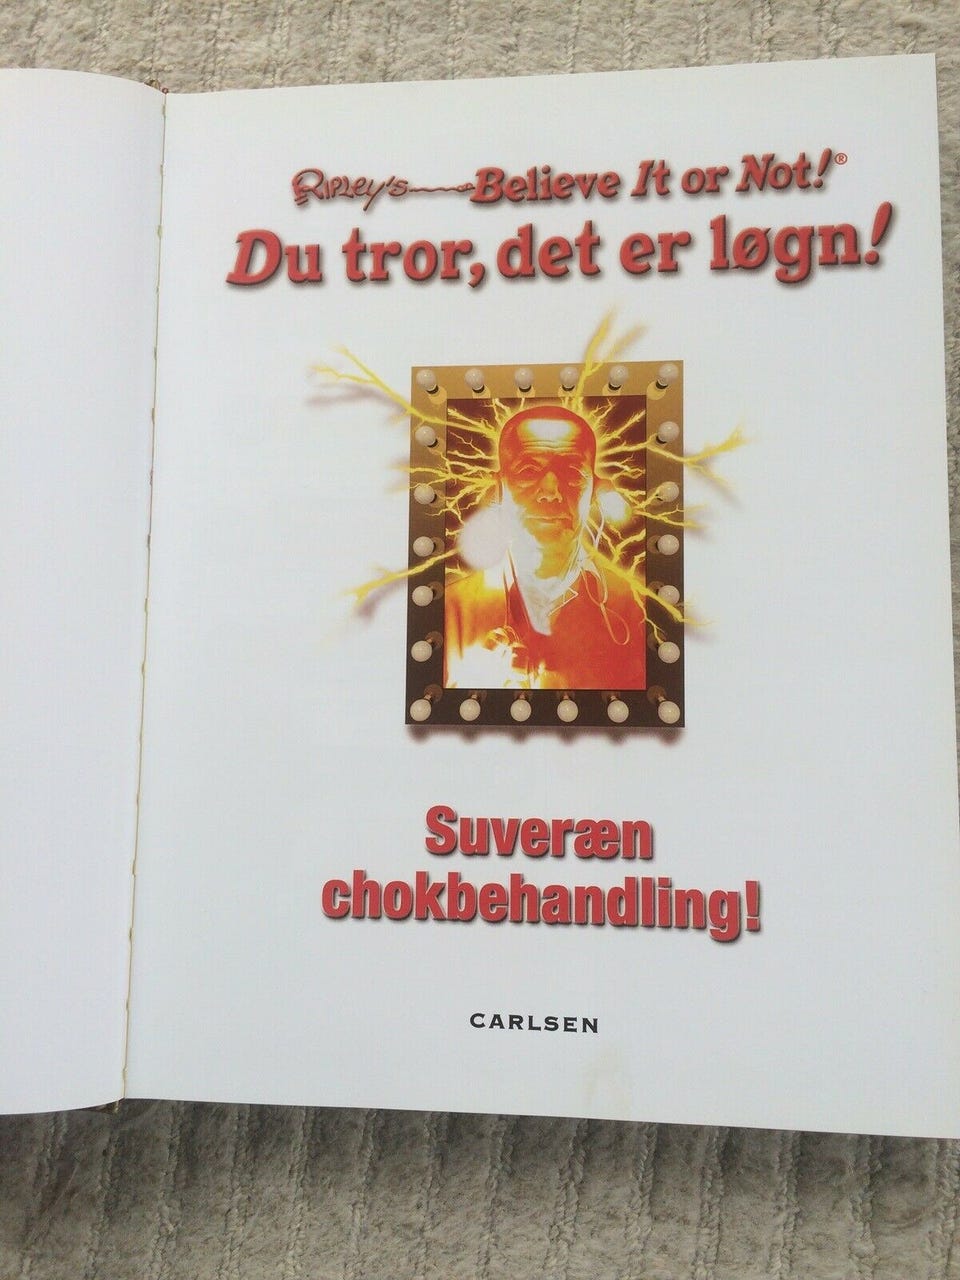 Ripley's Believe It or Not!®
Du tror, det er løgn!
Suveræn
chokbehandling!
CARLSEN